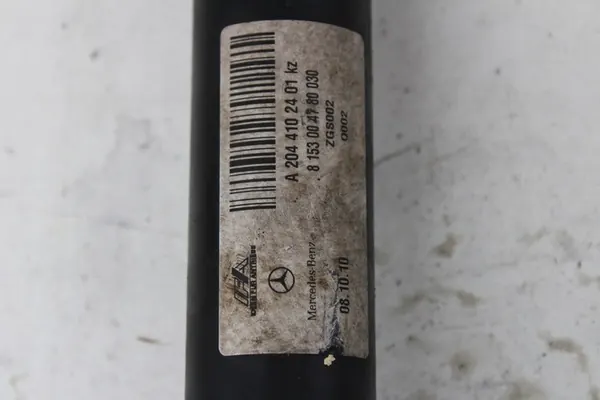 A 204 410 24 01 kz
8 153 00 47 80 030
ZGS002
0002
Mercedes-Benz
08.10.10